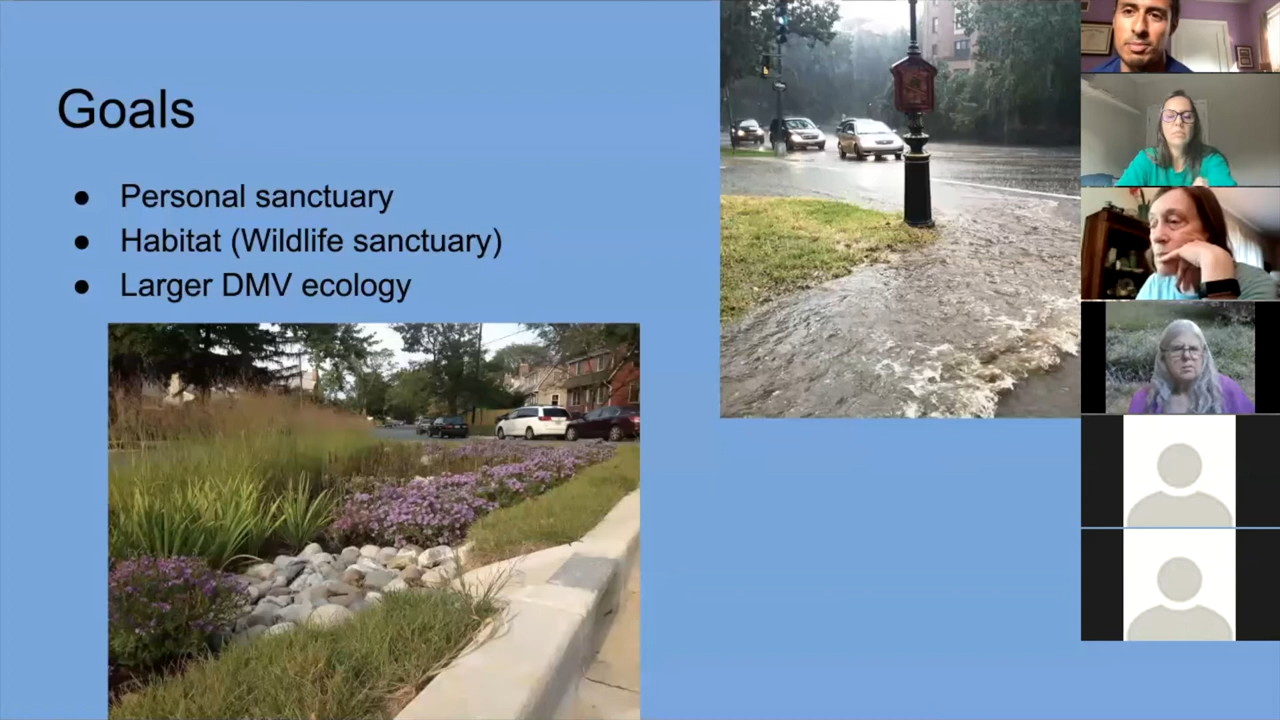 Goals
● Personal sanctuary
● Habitat (Wildlife sanctuary)
● Larger DMV ecology